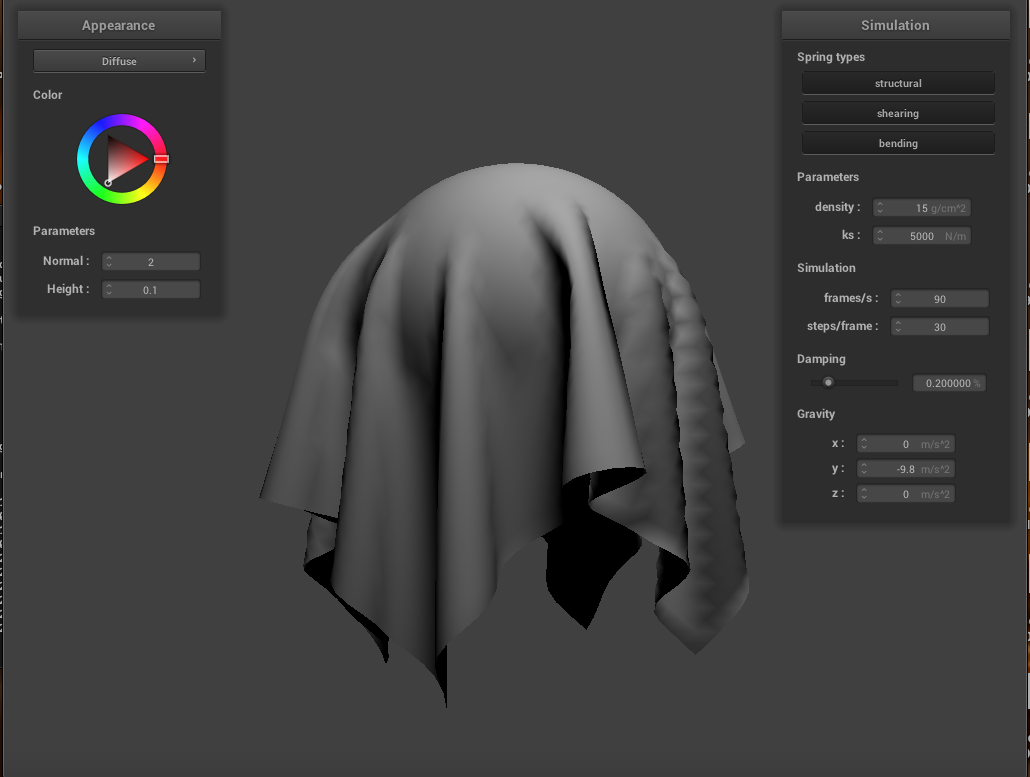 Appearance
Diffuse
Color
Parameters
Normal : 2
Height : 0.1
Simulation
Spring types
structural
shearing
bending
Parameters
density : 15 g/cm^2
ks : 5000 N/m
Simulation
frames/s : 90
steps/frame : 30
Damping
0.200000 %
Gravity
x : 0 m/s^2
y : -9.8 m/s^2
z : 0 m/s^2